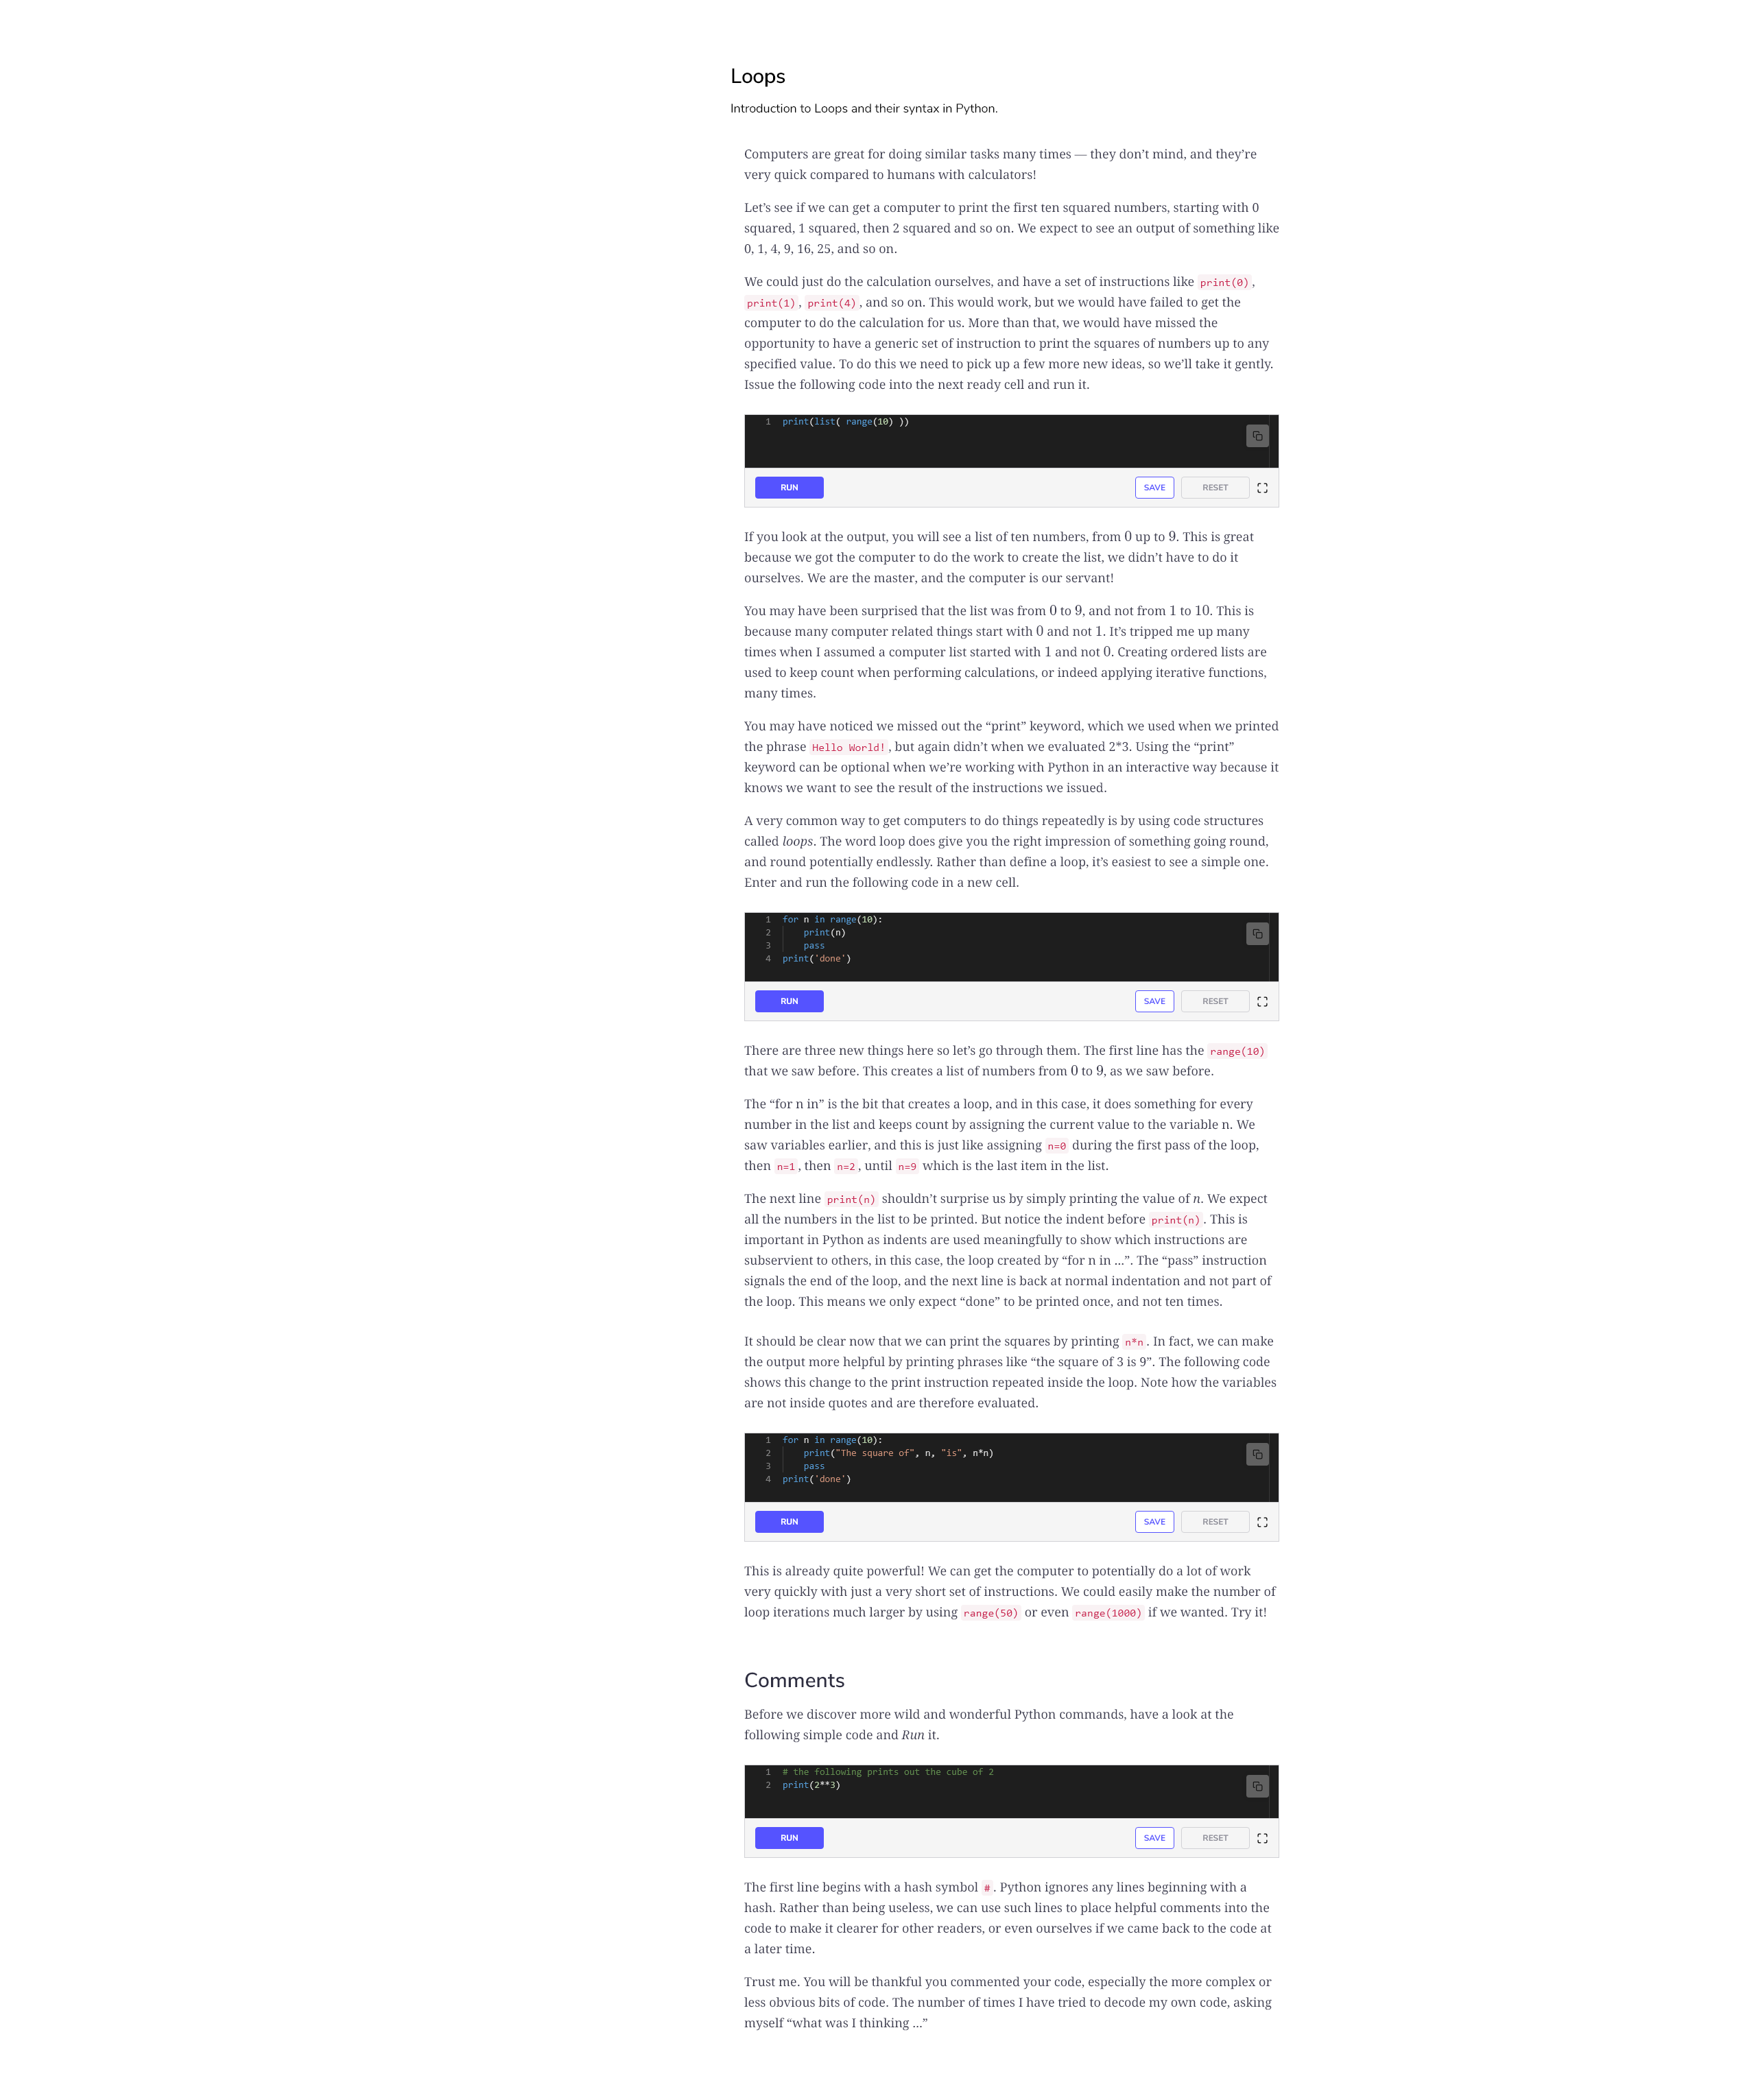 Loops
Introduction to Loops and their syntax in Python.
Computers are great for doing similar tasks many times — they don’t mind, and they’re
very quick compared to humans with calculators!
Let’s see if we can get a computer to print the first ten squared numbers, starting with 0
squared, 1 squared, then 2 squared and so on. We expect to see an output of something like
0, 1, 4, 9, 16, 25, and so on.
We could just do the calculation ourselves, and have a set of instructions like print(0),
print(1), print(4), and so on. This would work, but we would have failed to get the
computer to do the calculation for us. More than that, we would have missed the
opportunity to have a generic set of instruction to print the squares of numbers up to any
specified value. To do this we need to pick up a few more new ideas, so we’ll take it gently.
Issue the following code into the next ready cell and run it.
1 print(list( range(10) ))
RUN SAVE RESET
If you look at the output, you will see a list of ten numbers, from 0 up to 9. This is great
because we got the computer to do the work to create the list, we didn’t have to do it
ourselves. We are the master, and the computer is our servant!
You may have been surprised that the list was from 0 to 9, and not from 1 to 10. This is
because many computer related things start with 0 and not 1. It’s tripped me up many
times when I assumed a computer list started with 1 and not 0. Creating ordered lists are
used to keep count when performing calculations, or indeed applying iterative functions,
many times.
You may have noticed we missed out the “print” keyword, which we used when we printed
the phrase Hello World!, but again didn’t when we evaluated 2*3. Using the “print”
keyword can be optional when we’re working with Python in an interactive way because it
knows we want to see the result of the instructions we issued.
A very common way to get computers to do things repeatedly is by using code structures
called loops. The word loop does give you the right impression of something going round,
and round potentially endlessly. Rather than define a loop, it’s easiest to see a simple one.
Enter and run the following code in a new cell.
1 for n in range(10):
2     print(n)
3     pass
4 print('done')
RUN SAVE RESET
There are three new things here so let’s go through them. The first line has the range(10)
that we saw before. This creates a list of numbers from 0 to 9, as we saw before.
The “for n in” is the bit that creates a loop, and in this case, it does something for every
number in the list and keeps count by assigning the current value to the variable n. We
saw variables earlier, and this is just like assigning n=0 during the first pass of the loop,
then n=1, then n=2, until n=9 which is the last item in the list.
The next line print(n) shouldn’t surprise us by simply printing the value of n. We expect
all the numbers in the list to be printed. But notice the indent before print(n). This is
important in Python as indents are used meaningfully to show which instructions are
subservient to others, in this case, the loop created by “for n in ...”. The “pass” instruction
signals the end of the loop, and the next line is back at normal indentation and not part of
the loop. This means we only expect “done” to be printed once, and not ten times.
It should be clear now that we can print the squares by printing n*n. In fact, we can make
the output more helpful by printing phrases like “the square of 3 is 9”. The following code
shows this change to the print instruction repeated inside the loop. Note how the variables
are not inside quotes and are therefore evaluated.
1 for n in range(10):
2     print("The square of", n, "is", n*n)
3     pass
4 print('done')
RUN SAVE RESET
This is already quite powerful! We can get the computer to potentially do a lot of work
very quickly with just a very short set of instructions. We could easily make the number of
loop iterations much larger by using range(50) or even range(1000) if we wanted. Try it!
Comments
Before we discover more wild and wonderful Python commands, have a look at the
following simple code and Run it.
1 # the following prints out the cube of 2
2 print(2**3)
RUN SAVE RESET
The first line begins with a hash symbol #. Python ignores any lines beginning with a
hash. Rather than being useless, we can use such lines to place helpful comments into the
code to make it clearer for other readers, or even ourselves if we came back to the code at
a later time.
Trust me. You will be thankful you commented your code, especially the more complex or
less obvious bits of code. The number of times I have tried to decode my own code, asking
myself “what was I thinking ...”